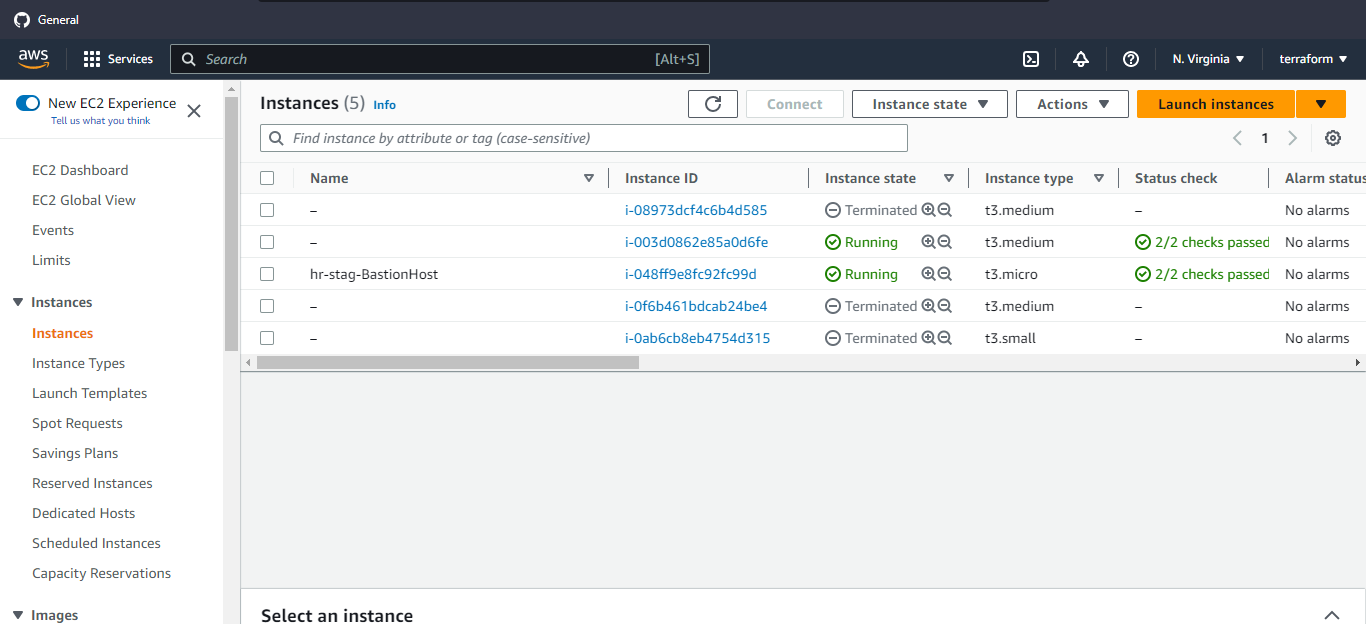 General
aws
Services
Search
[Alt+S]
N. Virginia
terraform
New EC2 Experience
Tell us what you think
EC2 Dashboard
EC2 Global View
Events
Limits
Instances
Instances
Instance Types
Launch Templates
Spot Requests
Savings Plans
Reserved Instances
Dedicated Hosts
Scheduled Instances
Capacity Reservations
Images
Instances (5) Info
Connect
Instance state
Actions
Launch instances
Find instance by attribute or tag (case-sensitive)
1
Name Instance ID Instance state Instance type Status check Alarm status
– i-08973dcf4c6b4d585 Terminated t3.medium – No alarms
– i-003d0862e85a0d6fe Running t3.medium 2/2 checks passed No alarms
hr-stag-BastionHost i-048ff9e8fc92fc99d Running t3.micro 2/2 checks passed No alarms
– i-0f6b461bdcab24be4 Terminated t3.medium – No alarms
– i-0ab6cb8eb4754d315 Terminated t3.small – No alarms
Select an instance